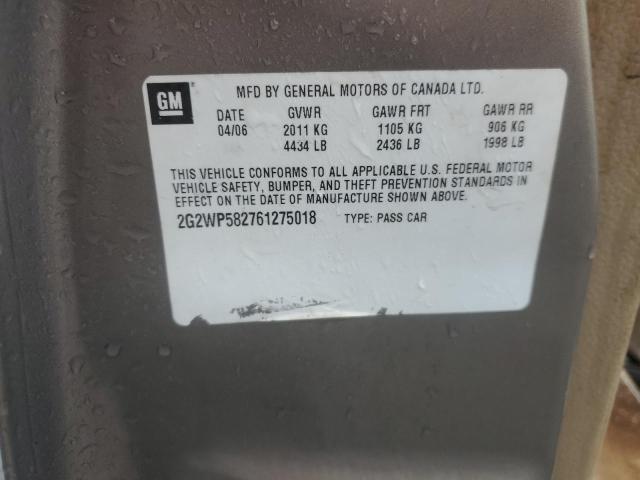 GM
MFD BY GENERAL MOTORS OF CANADA LTD.
DATE GVWR GAWR FRT GAWR RR
04/06 2011 KG 1105 KG 906 KG
4434 LB 2436 LB 1998 LB
THIS VEHICLE CONFORMS TO ALL APPLICABLE U.S. FEDERAL MOTOR
VEHICLE SAFETY, BUMPER, AND THEFT PREVENTION STANDARDS IN
EFFECT ON THE DATE OF MANUFACTURE SHOWN ABOVE.
2G2WP582761275018 TYPE: PASS CAR